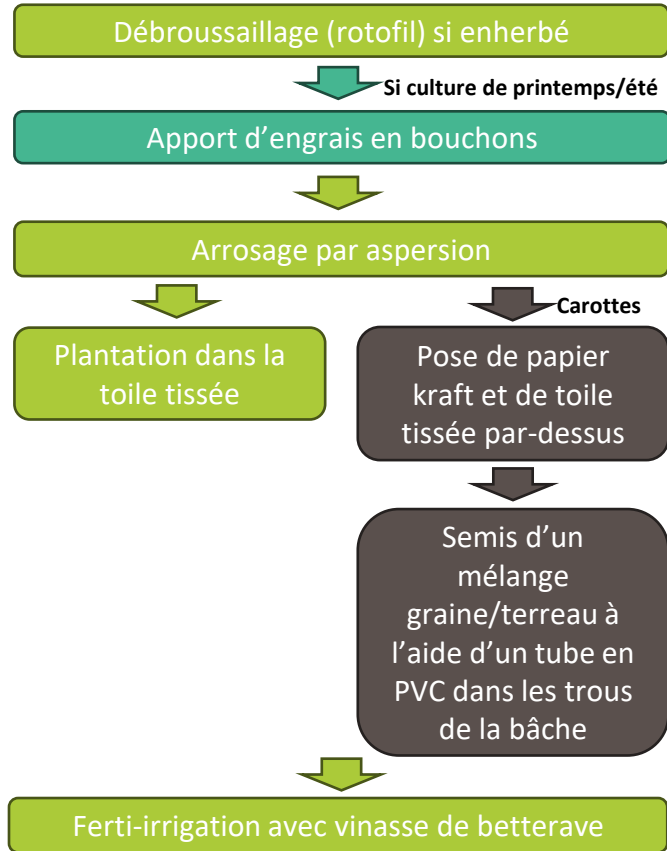 Débroussaillage (rotofil) si enherbé
Si culture de printemps/été
Apport d'engrais en bouchons
Arrosage par aspersion
Carottes
Plantation dans la
toile tissée
Pose de papier
kraft et de toile
tissée par-dessus
Semis d'un
mélange
graine/terreau à
l'aide d'un tube en
PVC dans les trous
de la bâche
Ferti-irrigation avec vinasse de betterave